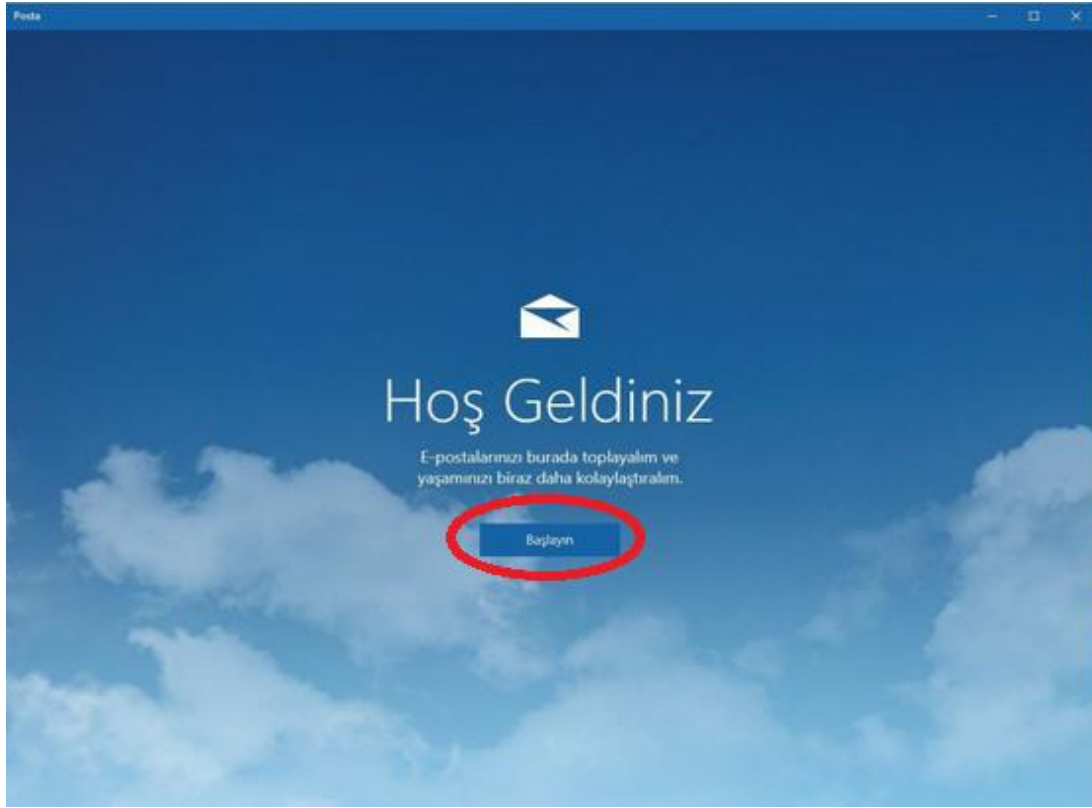 Posta
Hoş Geldiniz
E-postalarınızı burada toplayalım ve
yaşamınızı biraz daha kolaylaştıralım.
Başlayın